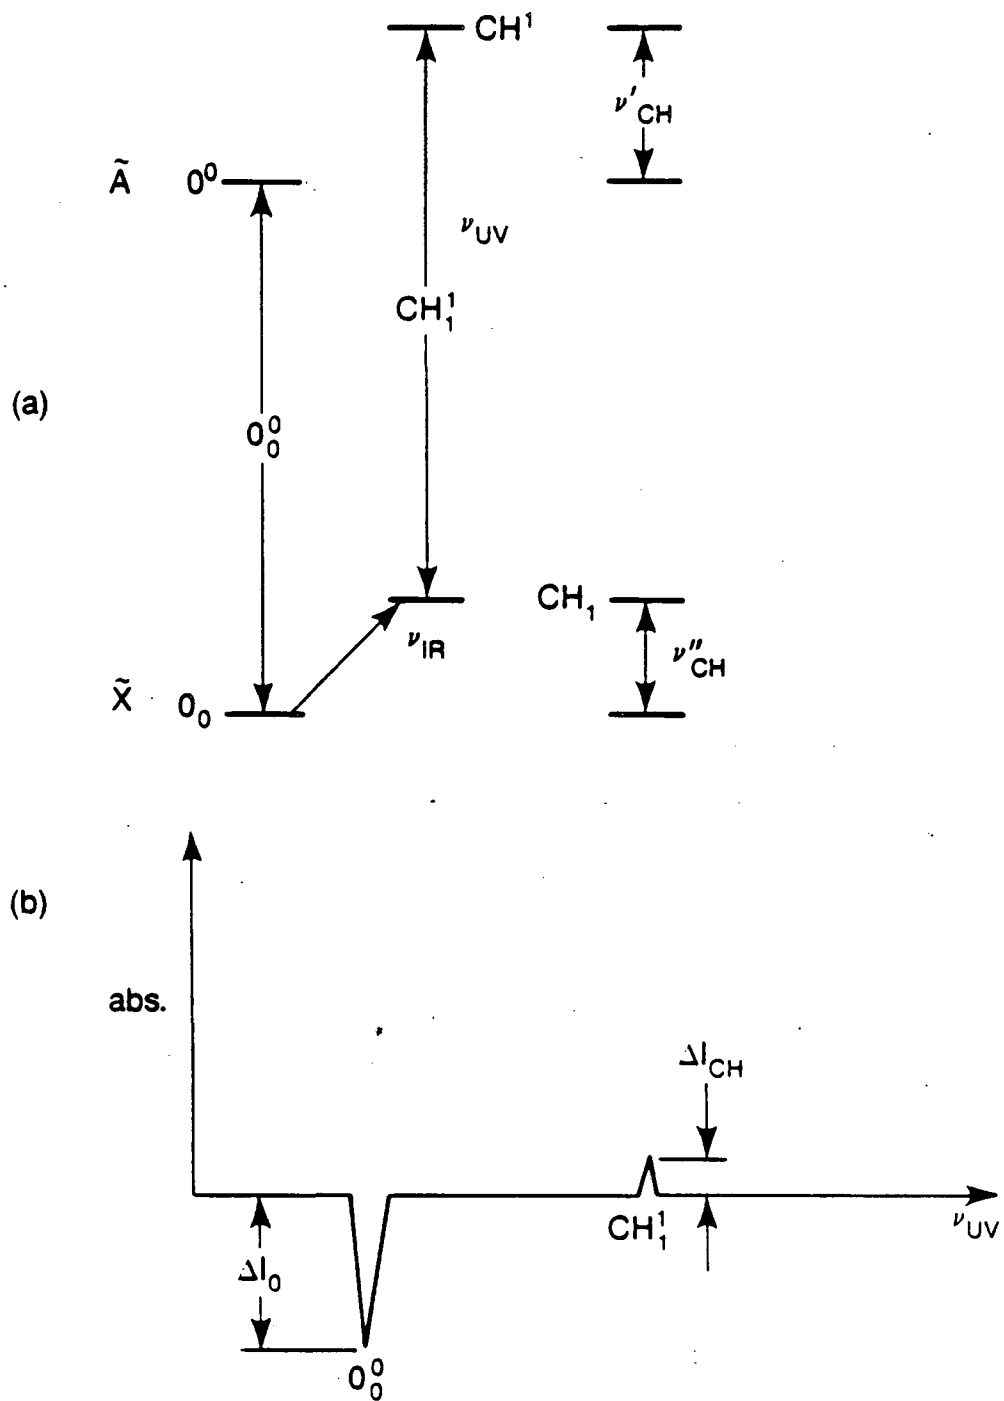 CH¹
ν′CH
Ã 0⁰
νUV
CH₁¹
(a)
0₀⁰
CH₁
νIR
ν″CH
X̃ 0₀
(b)
abs.
ΔICH
CH₁¹
νUV
ΔI₀
0₀⁰